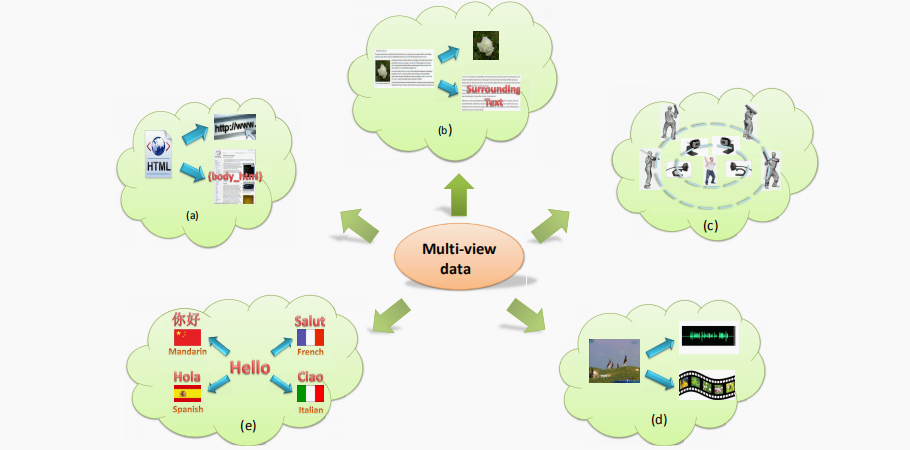 Surrounding
Text
(b)
http://www.
HTML
{body_html}
(a)
(c)
Multi-view
data
你好
Mandarin
Salut
French
Hello
Hola
Spanish
Ciao
Italian
(e)
(d)